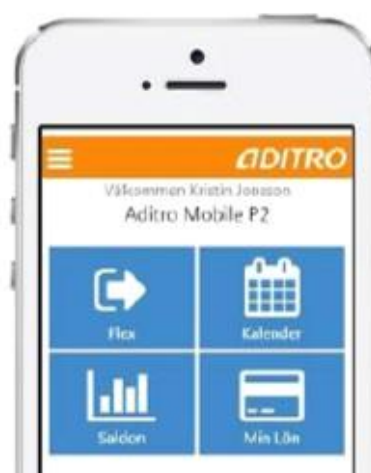 ADITRO
Välkommen Kristin Jonsson
Aditro Mobile P2
Flex
Kalender
Saldon
Min Lön